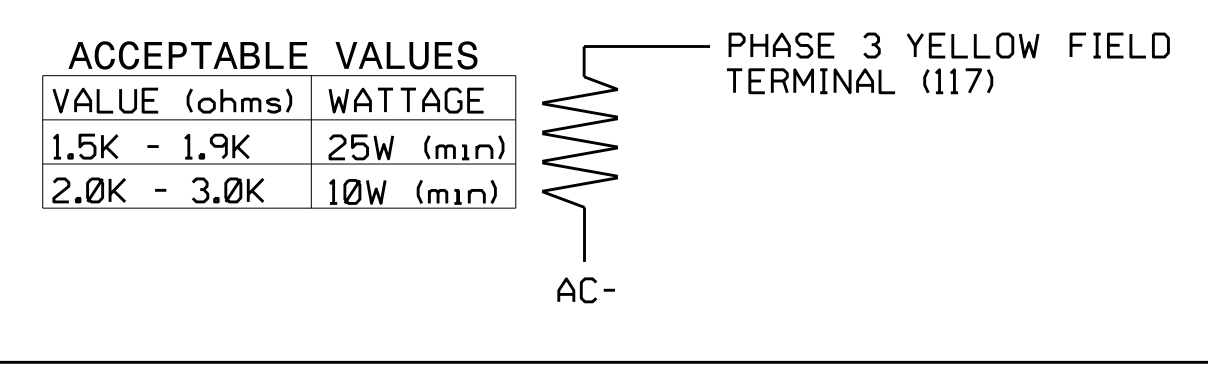 ACCEPTABLE VALUES
VALUE (ohms) WATTAGE
1.5K - 1.9K 25W (min)
2.0K - 3.0K 10W (min)
PHASE 3 YELLOW FIELD
TERMINAL (117)
AC-